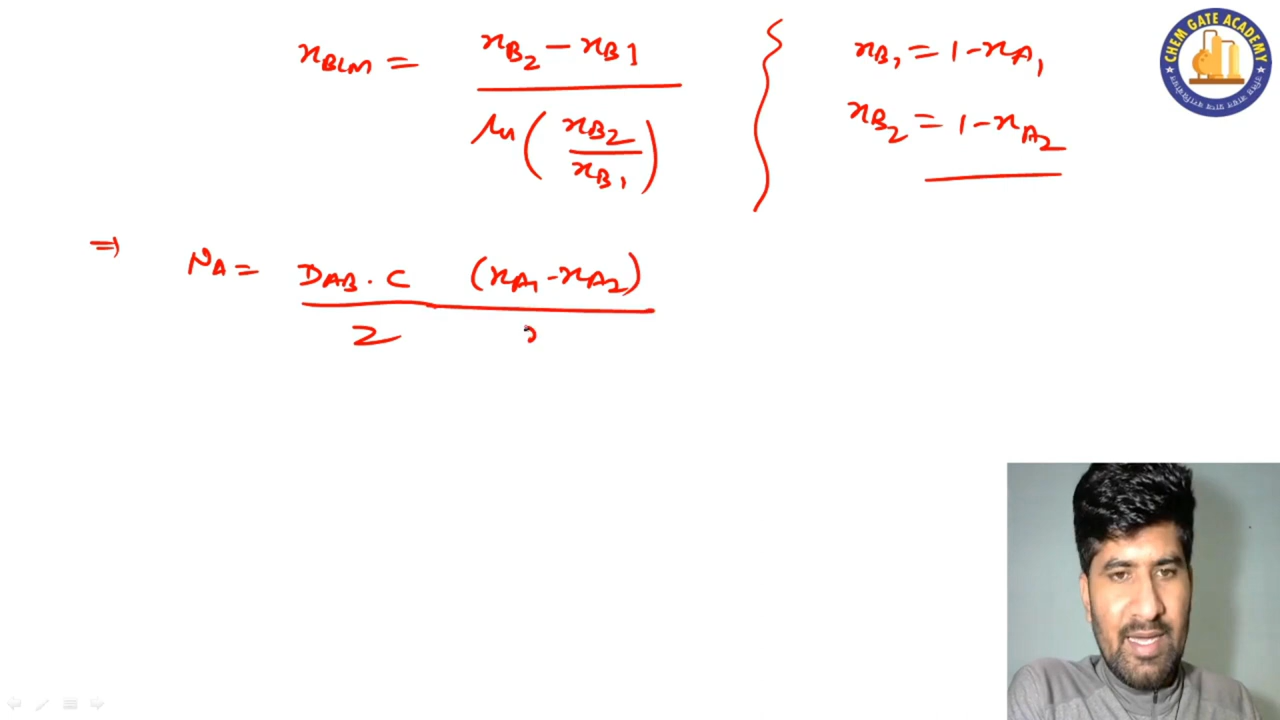 x_BLM = (x_B2 − x_B1) / ln(x_B2 / x_B1)
x_B1 = 1 − x_A1
x_B2 = 1 − x_A2
⇒ N_A = D_AB . C (x_A1 − x_A2) / Z
CHEM GATE ACADEMY